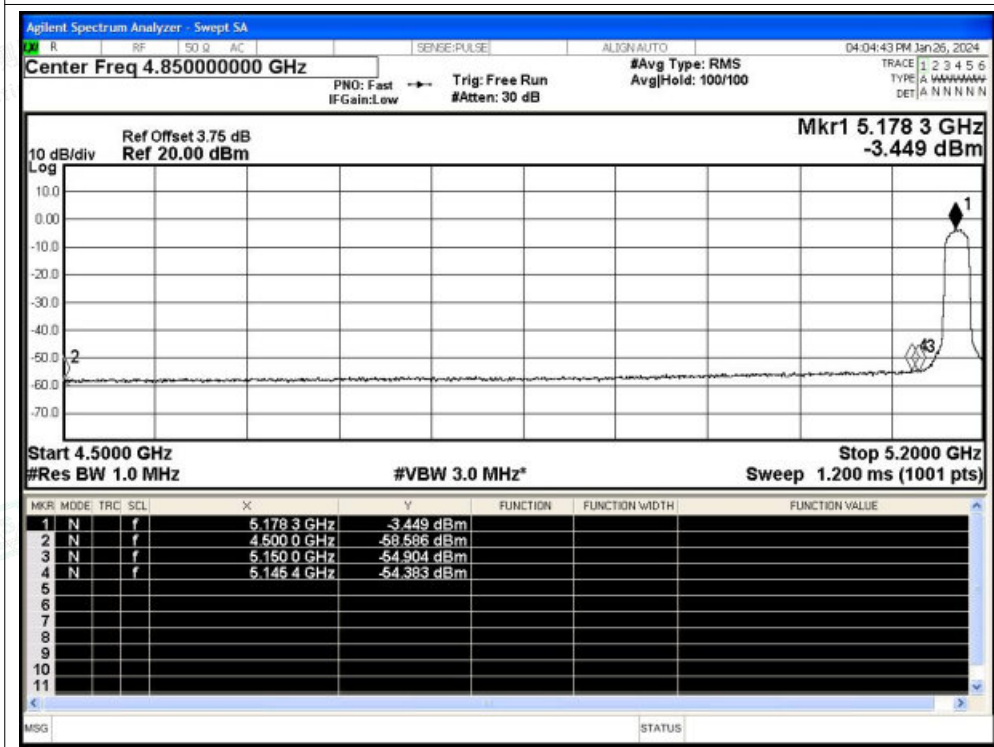 Agilent Spectrum Analyzer - Swept SA
R RF 50 Ω AC SENSE:PULSE ALIGN AUTO 04:04:43 PM Jan 26, 2024
Center Freq 4.850000000 GHz
PNO: Fast
IFGain:Low
Trig: Free Run
#Atten: 30 dB
#Avg Type: RMS
Avg|Hold: 100/100
TRACE 1 2 3 4 5 6
TYPE A
DET A N N N N N
Mkr1 5.178 3 GHz
-3.449 dBm
Ref Offset 3.75 dB
10 dB/div Ref 20.00 dBm
Log
10.0
0.00
-10.0
-20.0
-30.0
-40.0
-50.0
-60.0
-70.0
1
2
43
Start 4.5000 GHz Stop 5.2000 GHz
#Res BW 1.0 MHz #VBW 3.0 MHz* Sweep 1.200 ms (1001 pts)
MKR MODE TRC SCL X Y FUNCTION FUNCTION WIDTH FUNCTION VALUE
1 N f 5.178 3 GHz -3.449 dBm
2 N f 4.500 0 GHz -58.586 dBm
3 N f 5.150 0 GHz -54.904 dBm
4 N f 5.145 4 GHz -54.383 dBm
5
6
7
8
9
10
11
MSG STATUS